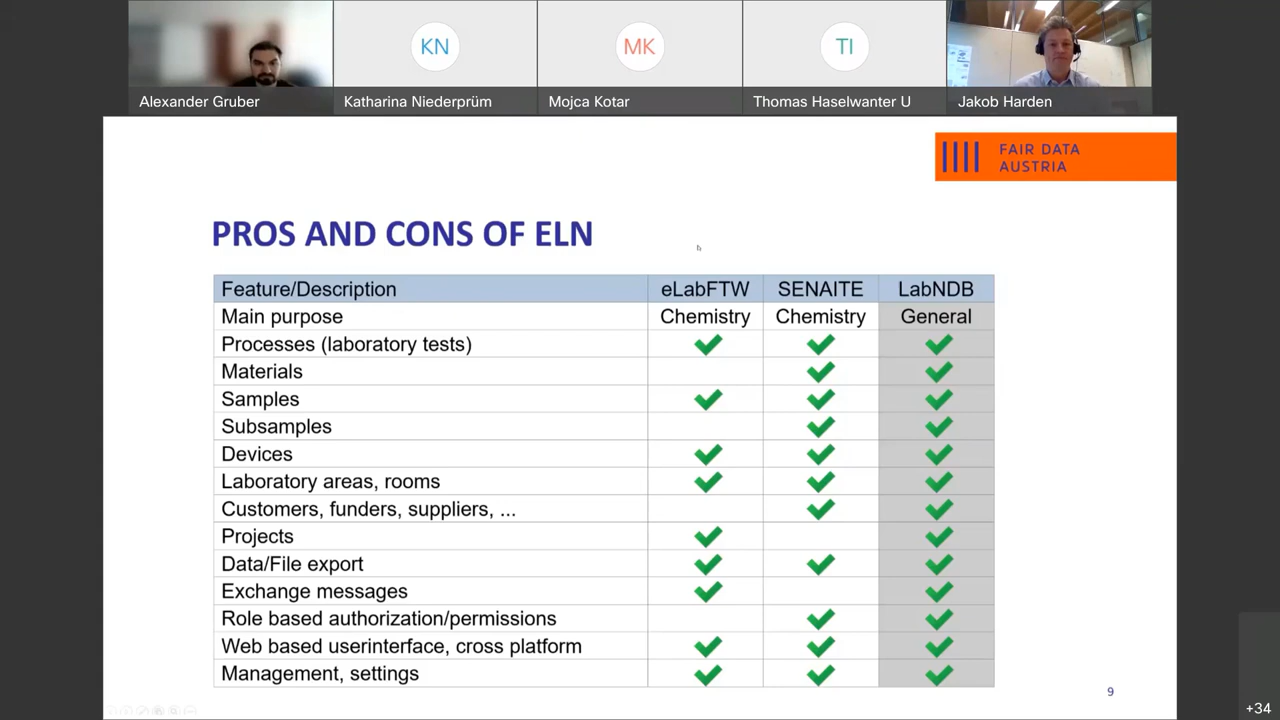 KN
MK
TI
Alexander Gruber
Katharina Niederprüm
Mojca Kotar
Thomas Haselwanter U
Jakob Harden
FAIR DATA
AUSTRIA
PROS AND CONS OF ELN
Feature/Description eLabFTW SENAITE LabNDB
Main purpose Chemistry Chemistry General
Processes (laboratory tests)
Materials
Samples
Subsamples
Devices
Laboratory areas, rooms
Customers, funders, suppliers, ...
Projects
Data/File export
Exchange messages
Role based authorization/permissions
Web based userinterface, cross platform
Management, settings
9
+34